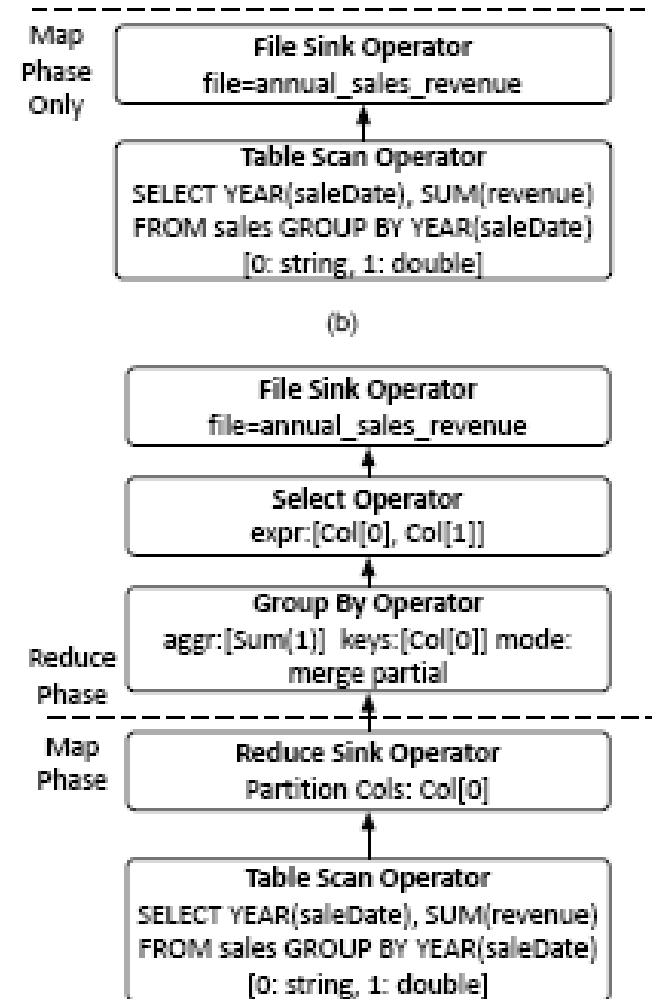 Map
Phase
Only
File Sink Operator
file=annual_sales_revenue
Table Scan Operator
SELECT YEAR(saleDate), SUM(revenue)
FROM sales GROUP BY YEAR(saleDate)
[0: string, 1: double]
(b)
File Sink Operator
file=annual_sales_revenue
Select Operator
expr:[Col[0], Col[1]]
Group By Operator
aggr:[Sum(1)] keys:[Col[0]] mode:
merge partial
Reduce
Phase
Map
Phase
Reduce Sink Operator
Partition Cols: Col[0]
Table Scan Operator
SELECT YEAR(saleDate), SUM(revenue)
FROM sales GROUP BY YEAR(saleDate)
[0: string, 1: double]